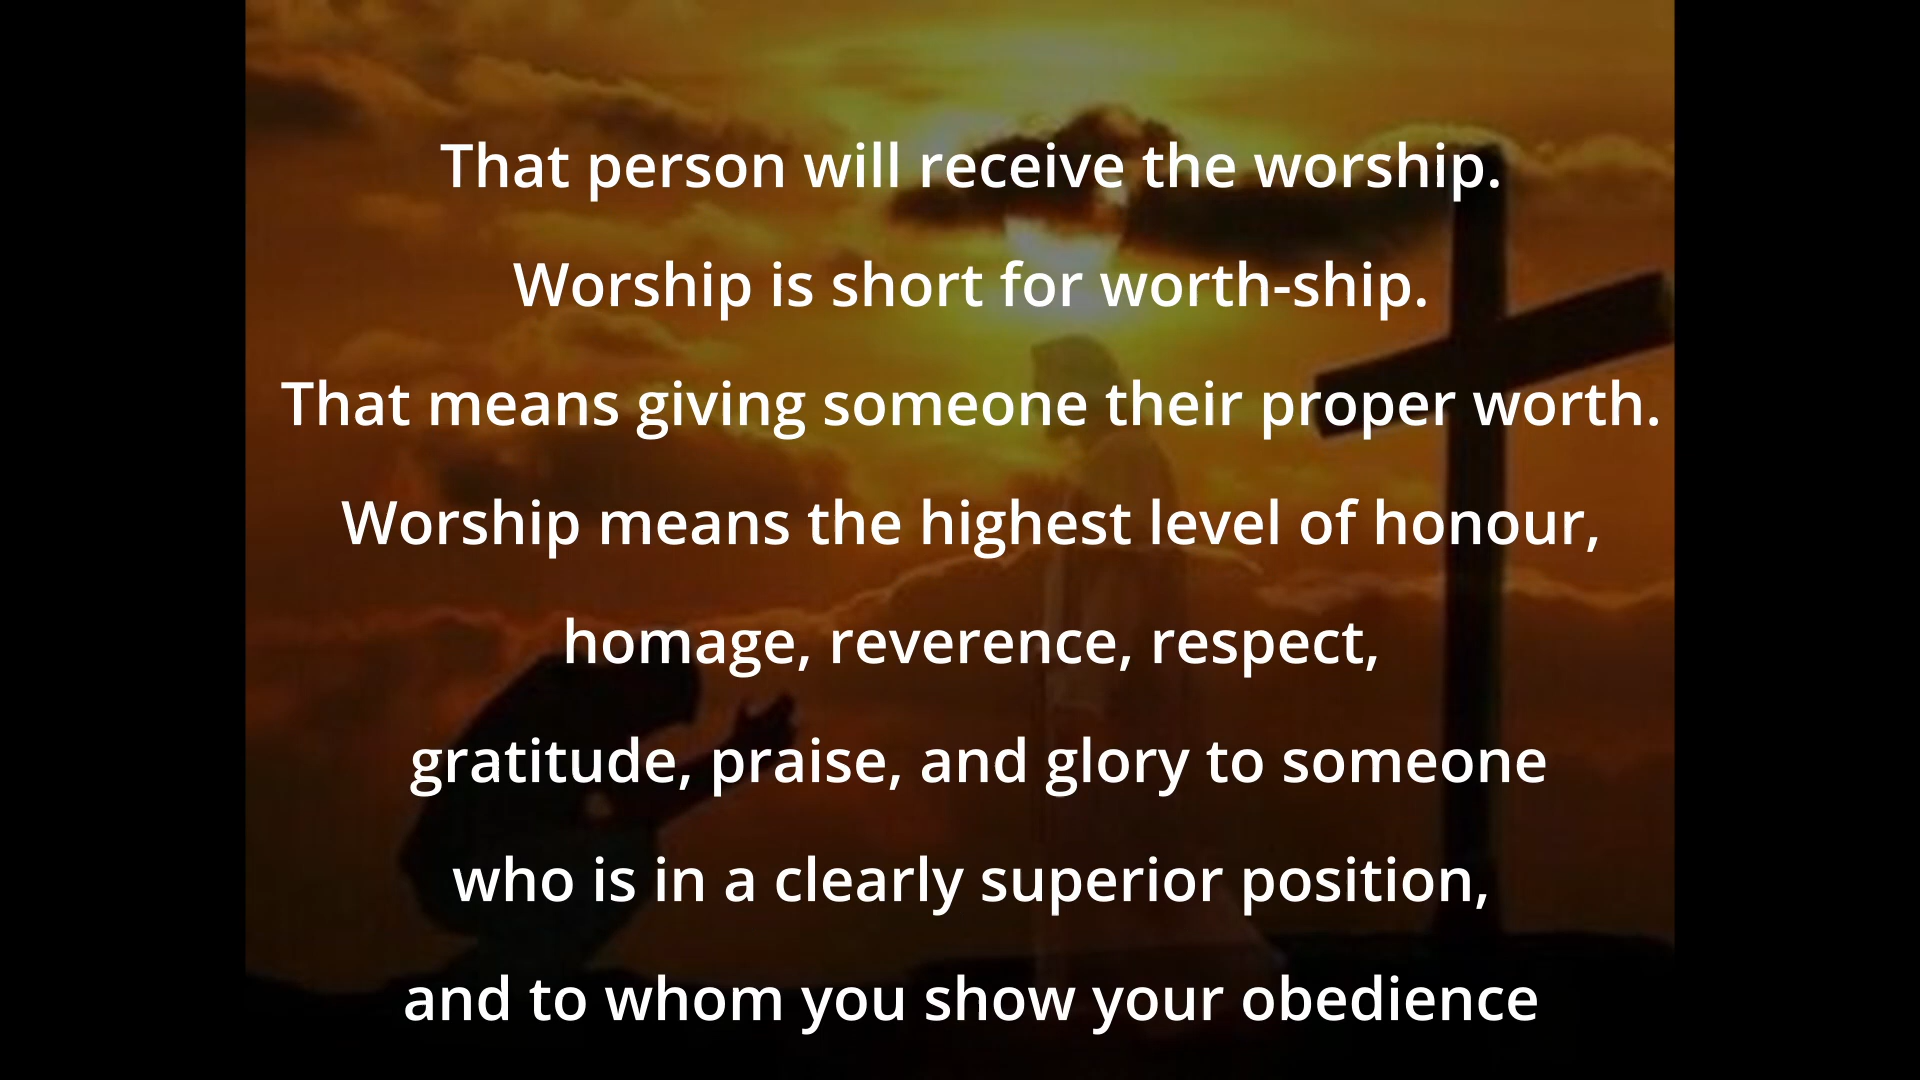 That person will receive the worship.
Worship is short for worth-ship.
That means giving someone their proper worth.
Worship means the highest level of honour,
homage, reverence, respect,
gratitude, praise, and glory to someone
who is in a clearly superior position,
and to whom you show your obedience